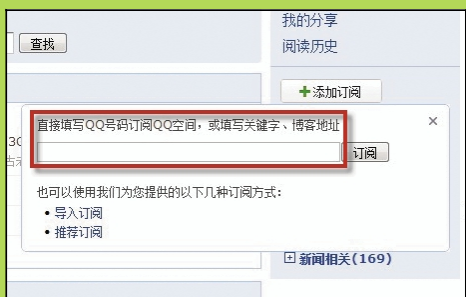 我的分享
查找
阅读历史
添加订阅
直接填写QQ号码订阅QQ空间，或填写关键字、博客地址
订阅
也可以使用我们为您提供的以下几种订阅方式：
• 导入订阅
• 推荐订阅
新闻相关(169)